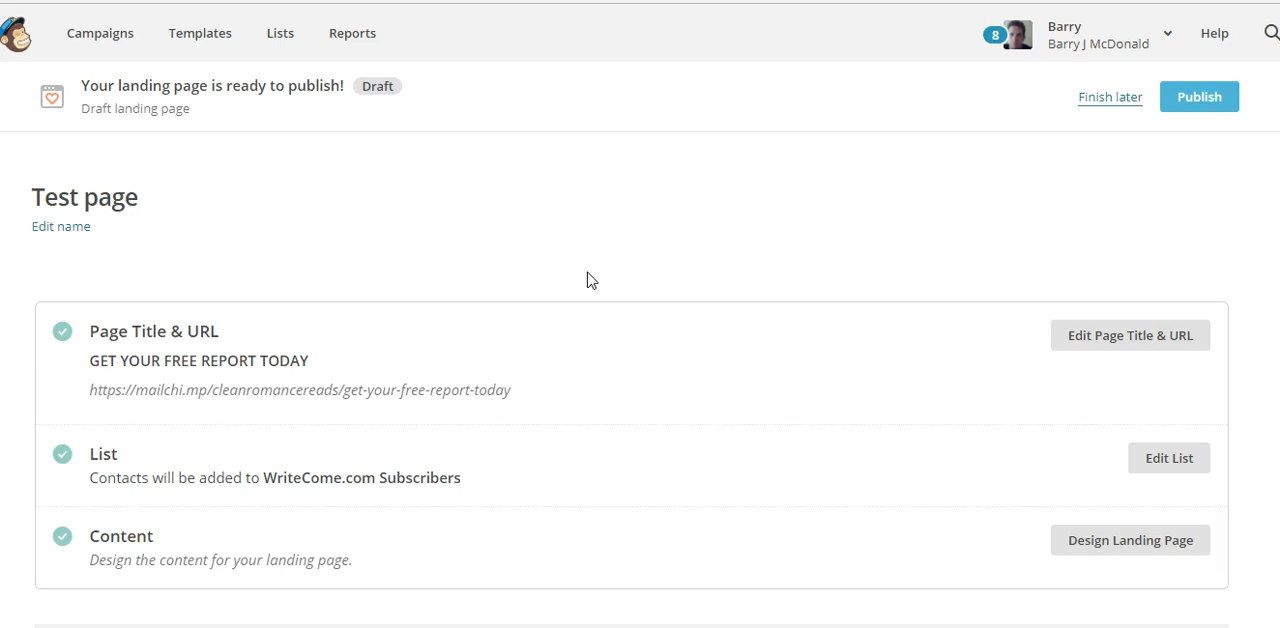 Campaigns Templates Lists Reports 8 Barry Help
Barry J McDonald
Your landing page is ready to publish! Draft
Draft landing page
Finish later Publish
Test page
Edit name
Page Title & URL Edit Page Title & URL
GET YOUR FREE REPORT TODAY
https://mailchi.mp/cleanromancereads/get-your-free-report-today
List Edit List
Contacts will be added to WriteCome.com Subscribers
Content Design Landing Page
Design the content for your landing page.